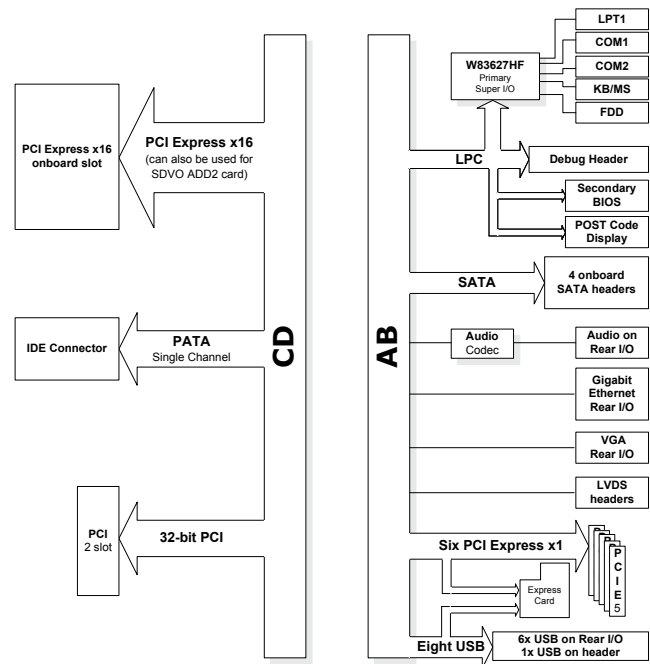 PCI Express x16
onboard slot
PCI Express x16
(can also be used for
SDVO ADD2 card)
IDE Connector
PATA
Single Channel
PCI
2 slot
32-bit PCI
CD
AB
W83627HF
Primary
Super I/O
LPT1
COM1
COM2
KB/MS
FDD
LPC
Debug Header
Secondary
BIOS
POST Code
Display
SATA
4 onboard
SATA headers
Audio
Codec
Audio on
Rear I/O
Gigabit
Ethernet
Rear I/O
VGA
Rear I/O
LVDS
headers
Six PCI Express x1
P
C
I
E
5
Express
Card
Eight USB
6x USB on Rear I/O
1x USB on header